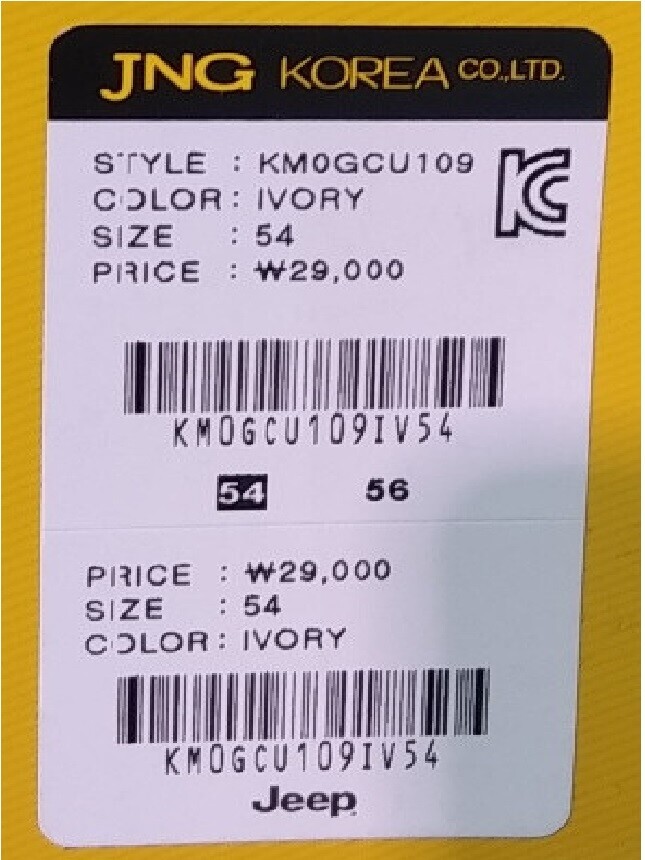 JNG KOREA CO.,LTD.
STYLE : KM0GCU109
COLOR : IVORY
SIZE : 54
PRICE : ₩29,000
KC
KM0GCU109IV54
54 56
PRICE : ₩29,000
SIZE : 54
COLOR : IVORY
KM0GCU109IV54
Jeep